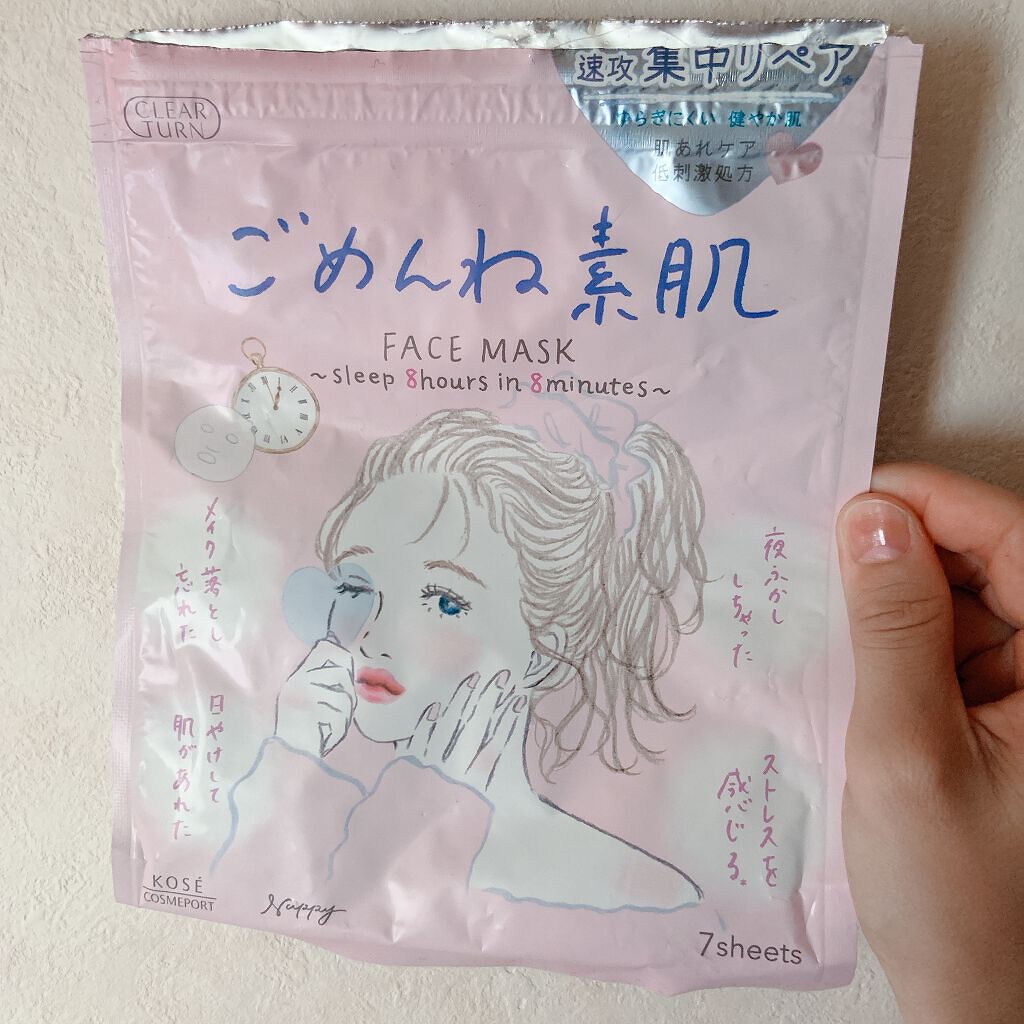 CLEAR
TURN
速攻 集中リペア
ゆらぎにくい 健やか肌
肌あれケア
低刺激処方
ごめんね素肌
FACE MASK
~sleep 8hours in 8minutes~
メイク落とし
忘れた
夜ふかし
しちゃった
日やけして
肌があれた
ストレスを
感じる。
KOSÉ
COSMEPORT
Nappy
7sheets